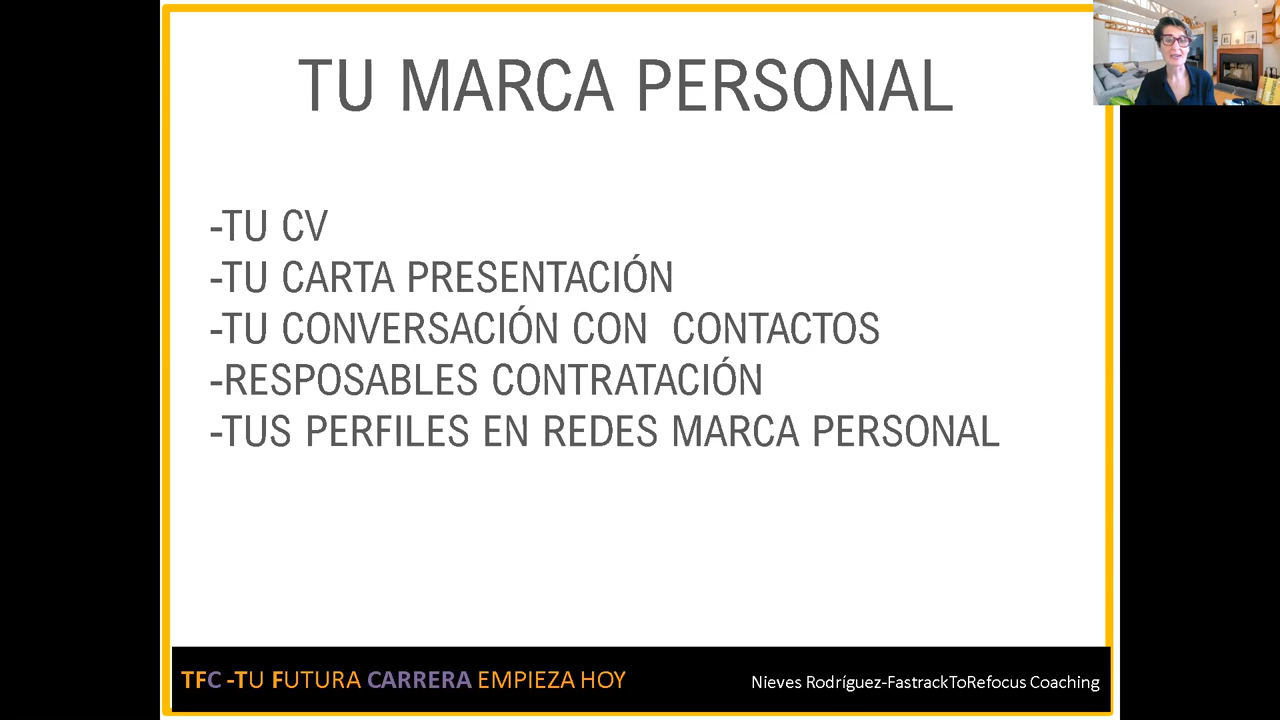 TU MARCA PERSONAL
-TU CV
-TU CARTA PRESENTACIÓN
-TU CONVERSACIÓN CON  CONTACTOS
-RESPOSABLES CONTRATACIÓN
-TUS PERFILES EN REDES MARCA PERSONAL
TFC -TU FUTURA CARRERA EMPIEZA HOY
Nieves Rodríguez-FastrackToRefocus Coaching